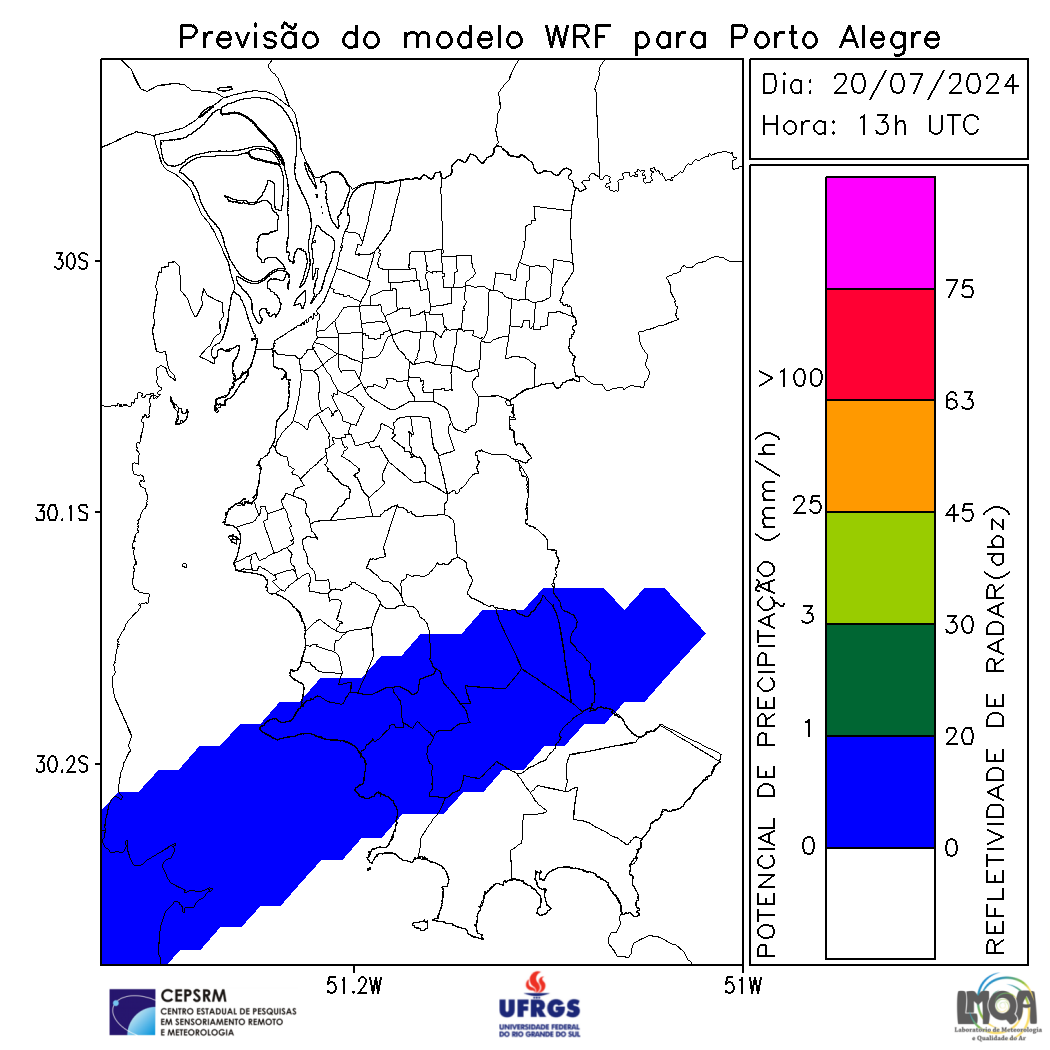 Previsão do modelo WRF para Porto Alegre
Dia: 20/07/2024
Hora: 13h UTC
30S
30.1S
30.2S
51.2W
51W
POTENCIAL DE PRECIPITAÇÃO (mm/h)
>100
25
3
1
0
75
63
45
30
20
0
REFLETIVIDADE DE RADAR(dbz)
CEPSRM
CENTRO ESTADUAL DE PESQUISAS
EM SENSORIAMENTO REMOTO
E METEOROLOGIA
UFRGS
UNIVERSIDADE FEDERAL
DO RIO GRANDE DO SUL
LMQA
Laboratório de Meteorologia
e Qualidade do Ar